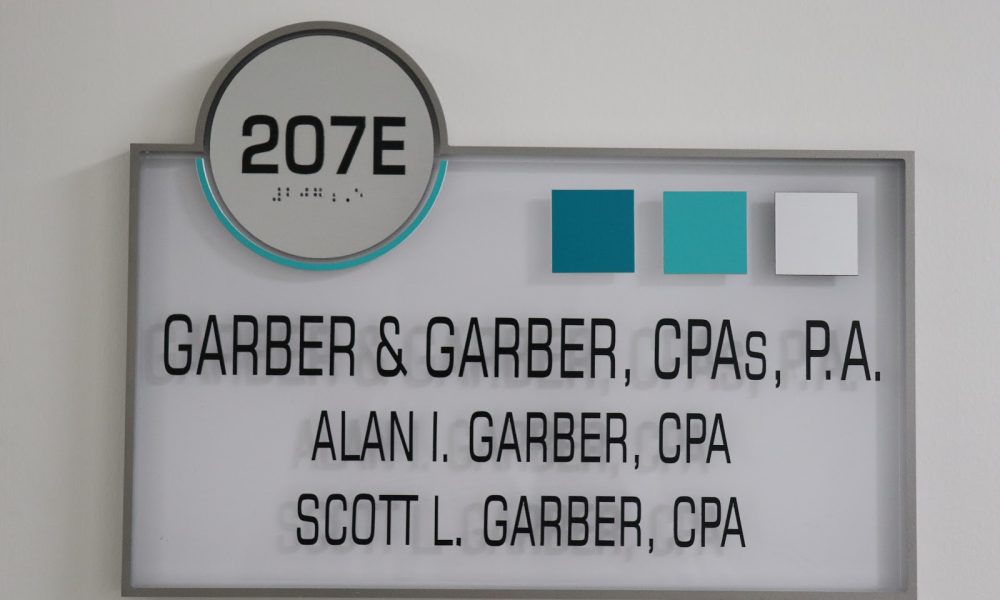 207E
GARBER & GARBER, CPAs, P.A.
ALAN I. GARBER, CPA
SCOTT L. GARBER, CPA